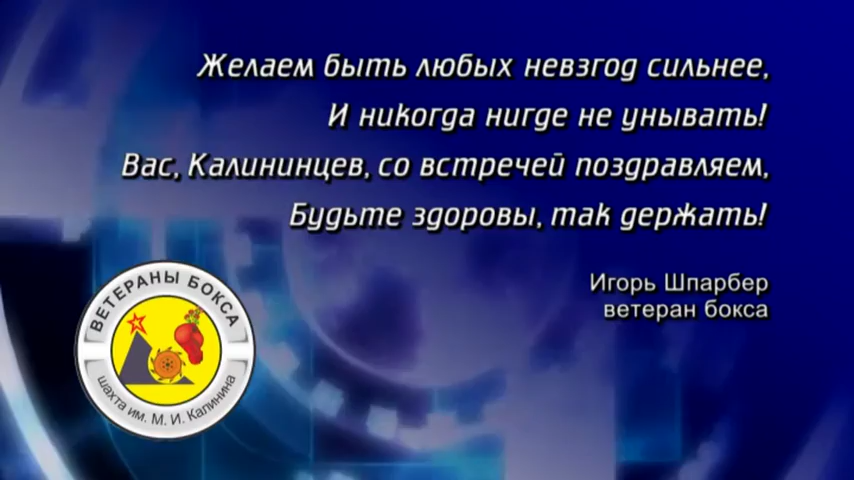 Желаем быть любых невзгод сильнее,
И никогда нигде не унывать!
Вас, Калининцев, со встречей поздравляем,
Будьте здоровы, так держать!
Игорь Шпарбер
ветеран бокса
ВЕТЕРАНЫ БОКСА
шахта им. М. И. Калинина